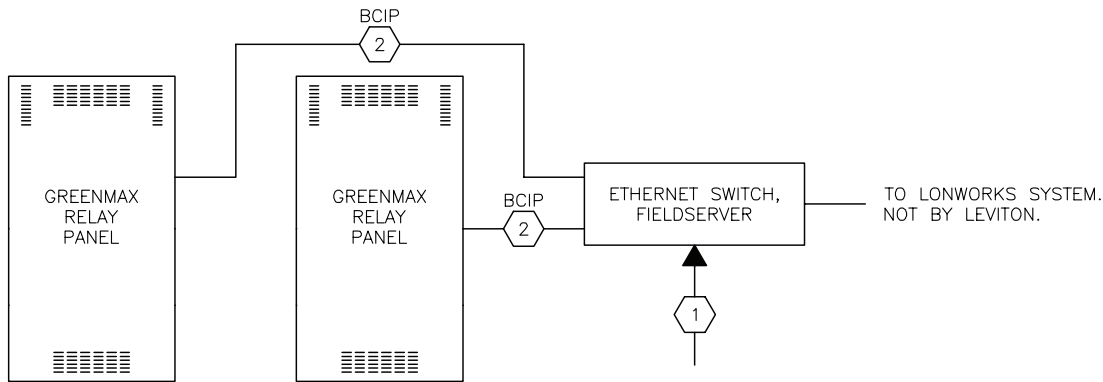 BCIP
2
GREENMAX
RELAY
PANEL
GREENMAX
RELAY
PANEL
BCIP
2
ETHERNET SWITCH,
FIELDSERVER
TO LONWORKS SYSTEM.
NOT BY LEVITON.
1